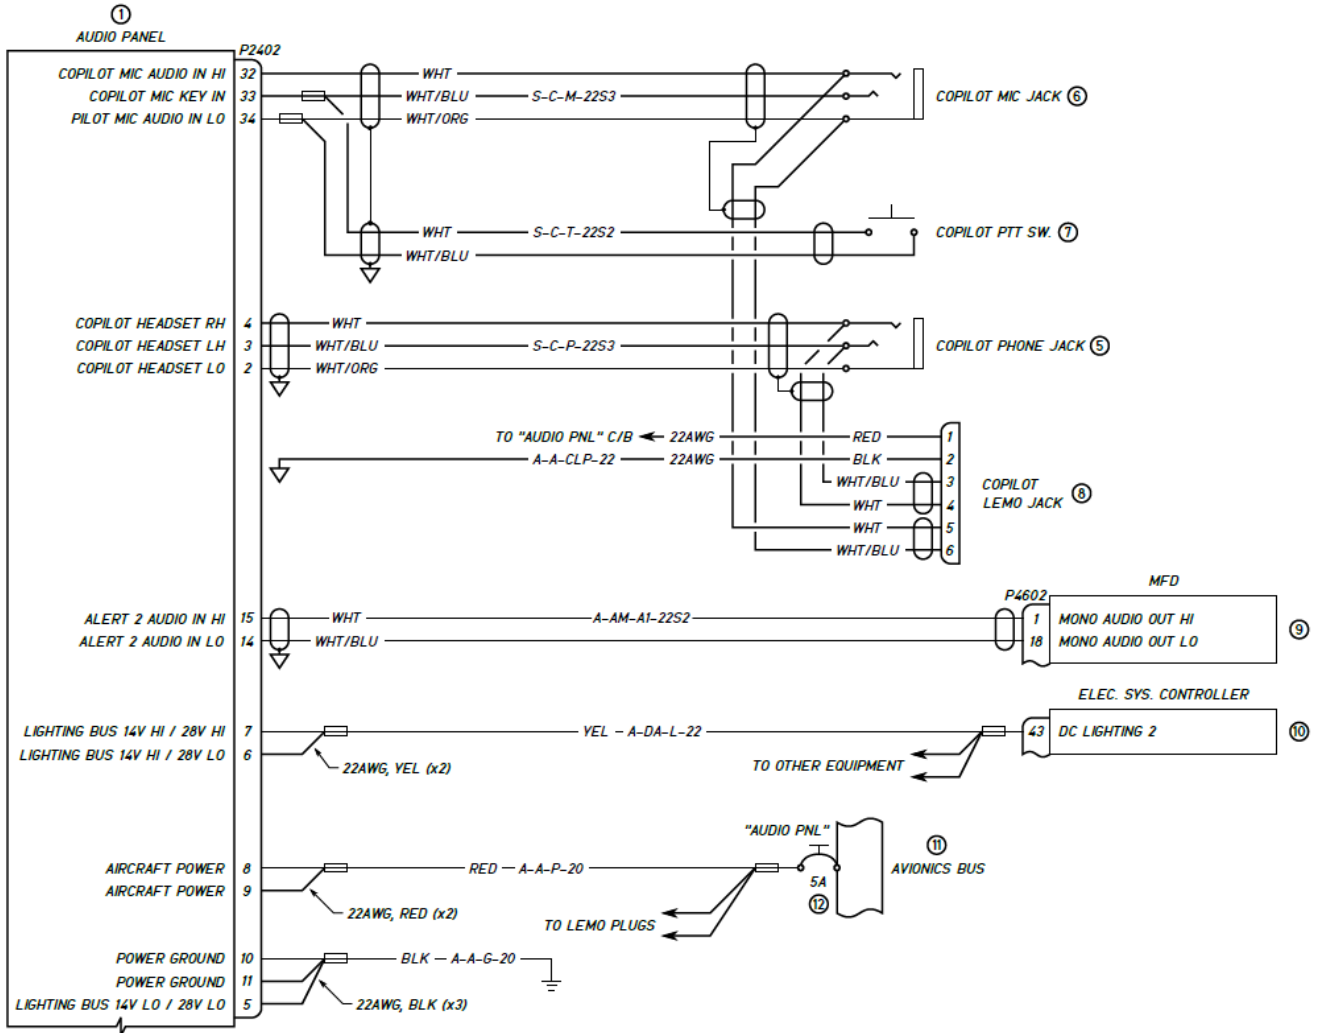 1
AUDIO PANEL
P2402
COPILOT MIC AUDIO IN HI 32 WHT
COPILOT MIC KEY IN 33 WHT/BLU S-C-M-22S3 COPILOT MIC JACK 6
PILOT MIC AUDIO IN LO 34 WHT/ORG
WHT S-C-T-22S2 COPILOT PTT SW. 7
WHT/BLU
COPILOT HEADSET RH 4 WHT
COPILOT HEADSET LH 3 WHT/BLU S-C-P-22S3 COPILOT PHONE JACK 5
COPILOT HEADSET LO 2 WHT/ORG
TO "AUDIO PNL" C/B 22AWG RED 1
A-A-CLP-22 22AWG BLK 2
WHT/BLU 3 COPILOT
LEMO JACK 8
WHT 4
WHT 5
WHT/BLU 6
MFD
P4602
ALERT 2 AUDIO IN HI 15 WHT A-AM-A1-22S2 1 MONO AUDIO OUT HI
9
ALERT 2 AUDIO IN LO 14 WHT/BLU 18 MONO AUDIO OUT LO
ELEC. SYS. CONTROLLER
LIGHTING BUS 14V HI / 28V HI 7 YEL A-DA-L-22 43 DC LIGHTING 2 10
LIGHTING BUS 14V HI / 28V LO 6
22AWG, YEL (x2) TO OTHER EQUIPMENT
"AUDIO PNL"
11
AIRCRAFT POWER 8 RED A-A-P-20 AVIONICS BUS
5A
AIRCRAFT POWER 9
12
22AWG, RED (x2)
TO LEMO PLUGS
POWER GROUND 10 BLK A-A-G-20
POWER GROUND 11
LIGHTING BUS 14V LO / 28V LO 5 22AWG, BLK (x3)